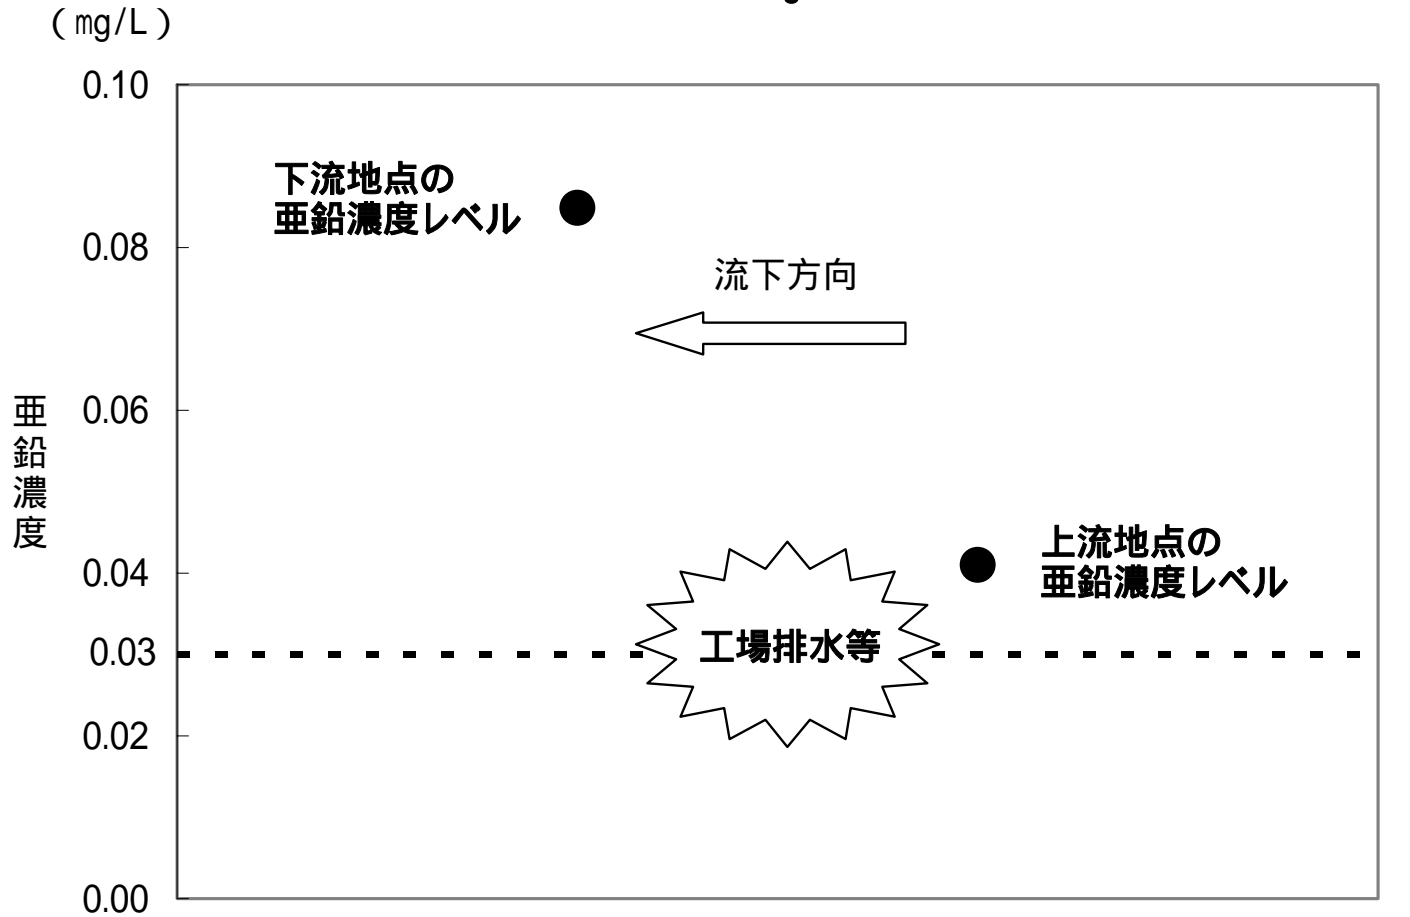 (mg/L)
0.10
下流地点の
亜鉛濃度レベル
0.08
流下方向
0.06
亜鉛濃度
上流地点の
亜鉛濃度レベル
0.04
工場排水等
0.03
0.02
0.00